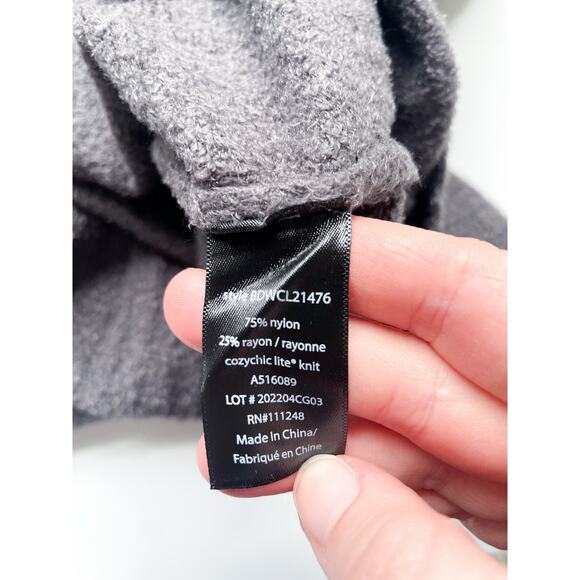 style BDWCL21476
75% nylon
25% rayon / rayonne
cozychic lite® knit
A516089
LOT # 202204CG03
RN#111248
Made in China/
Fabriqué en Chine